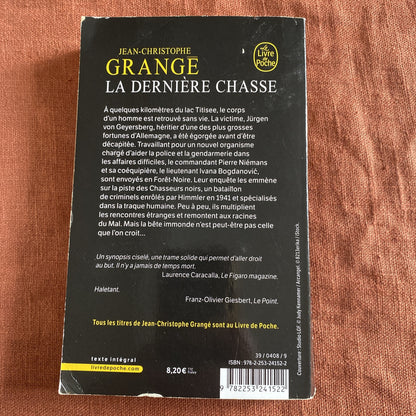 JEAN-CHRISTOPHE
GRANGÉ
LA DERNIÈRE CHASSE
Le Livre de Poche
À quelques kilomètres du lac Titisee, le corps
d'un homme est retrouvé sans vie. La victime, Jürgen
von Geyersberg, héritier d'une des plus grosses
fortunes d'Allemagne, a été égorgée avant d'être
décapitée. Travaillant pour un nouvel organisme
chargé d'aider la police et la gendarmerie dans
les affaires difficiles, le commandant Pierre Niémans
et sa coéquipière, le lieutenant Ivana Bogdanović,
sont envoyés en Forêt-Noire. Leur enquête les emmène
sur la piste des Chasseurs noirs, un bataillon
de criminels enrôlés par Himmler en 1941 et spécialisés
dans la traque humaine. Peu à peu, ils multiplient
les rencontres étranges et remontent aux racines
du Mal. Mais la bête immonde n'est peut-être pas celle
que l'on croit...
Un synopsis ciselé, une trame solide qui permet d'aller droit
au but. Il n'y a jamais de temps mort.
Laurence Caracalla, Le Figaro magazine.
Haletant.
Franz-Olivier Giesbert, Le Point.
Tous les titres de Jean-Christophe Grangé sont au Livre de Poche.
texte intégral
livredepoche.com
8,20 €
39 / 0408 / 9
ISBN : 978-2-253-24152-2
9 782253 241522
Couverture : Studio LGF. © Judy Kennamer / Arcangel. © 8213erika / iStock.